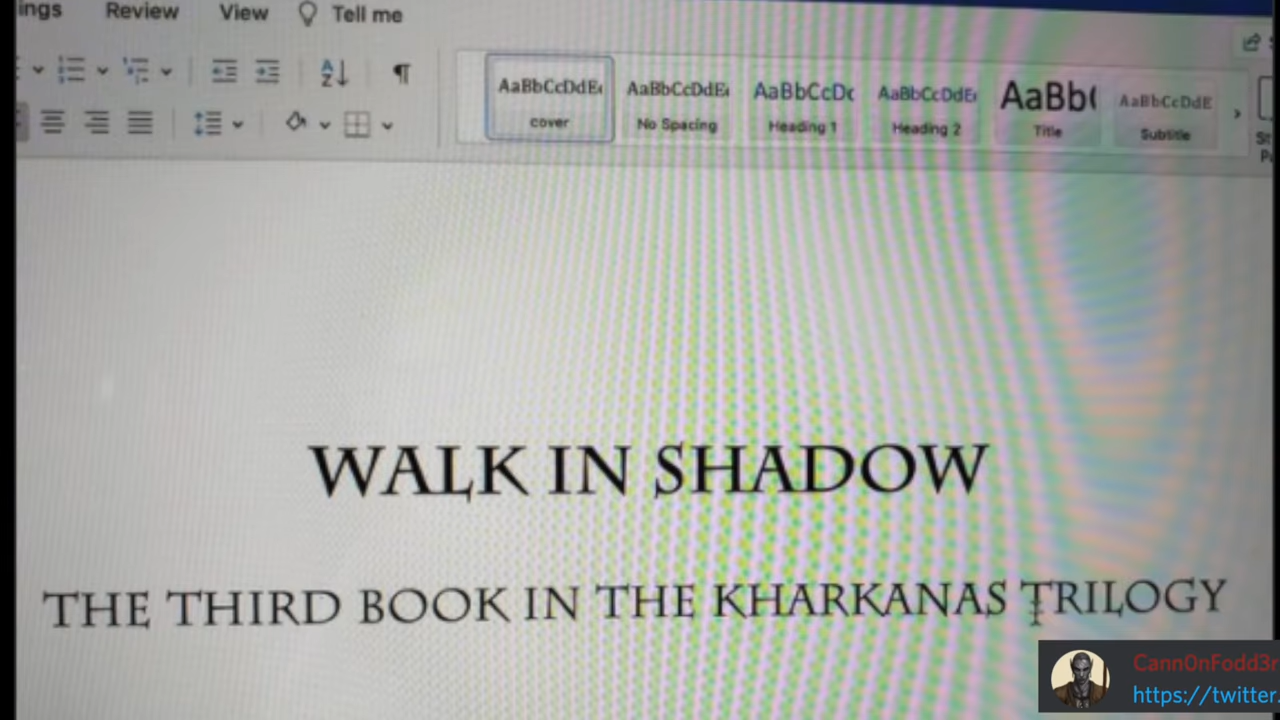 ings Review View Tell me
AaBbCcDdEe AaBbCcDdEe AaBbCcDc AaBbCcDdEe AaBb( AaBbCcDdE
cover No Spacing Heading 1 Heading 2 Title Subtitle
WALK IN SHADOW
THE THIRD BOOK IN THE KHARKANAS TRILOGY
Cann0nFodd3r
https://twitter.